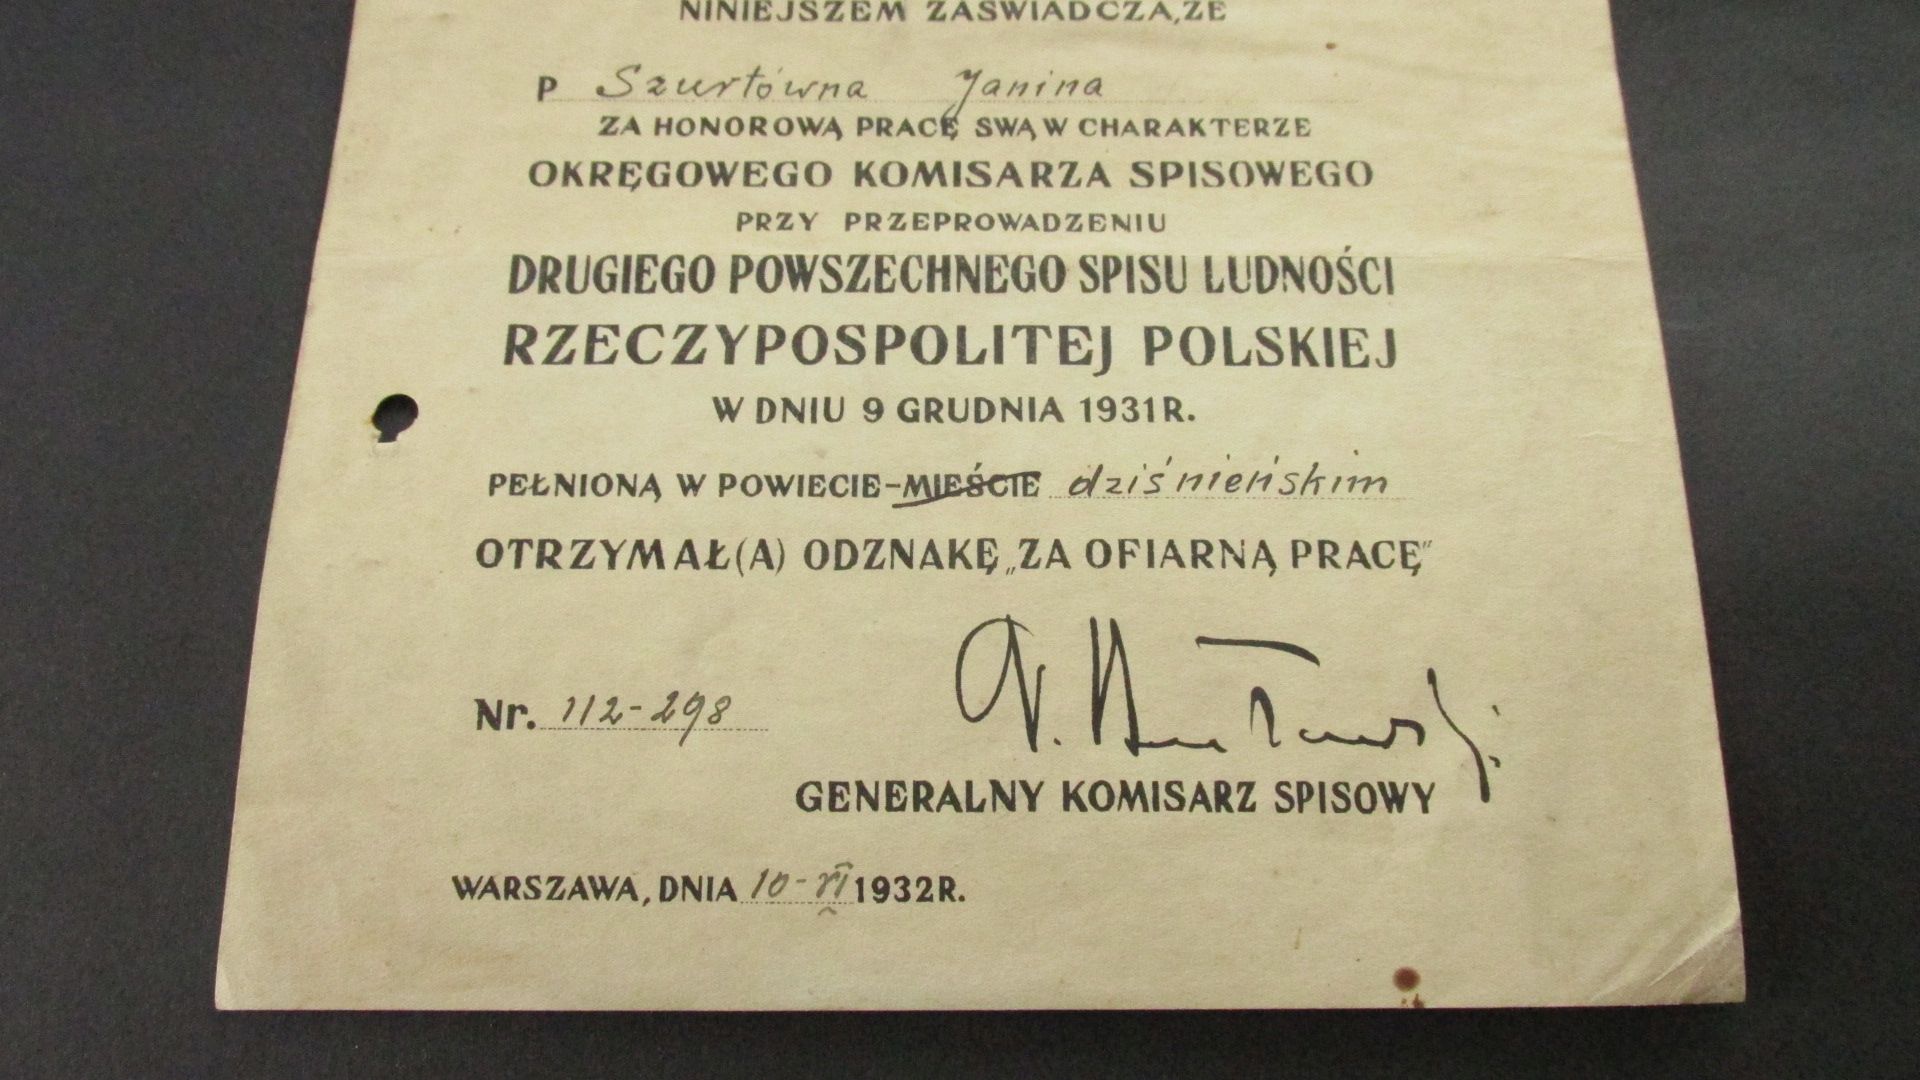 NINIEJSZEM ZAŚWIADCZA, ŻE
P Szurtówna Janina
ZA HONOROWĄ PRACĘ SWĄ W CHARAKTERZE
OKRĘGOWEGO KOMISARZA SPISOWEGO
PRZY PRZEPROWADZENIU
DRUGIEGO POWSZECHNEGO SPISU LUDNOŚCI
RZECZYPOSPOLITEJ POLSKIEJ
W DNIU 9 GRUDNIA 1931 R.
PEŁNIONĄ W POWIECIE-MIEŚCIE dziśnieńskim
OTRZYMAŁ(A) ODZNAKĘ „ZA OFIARNĄ PRACĘ"
Nr. 112-298
GENERALNY KOMISARZ SPISOWY
WARSZAWA, DNIA 10-VI 1932 R.